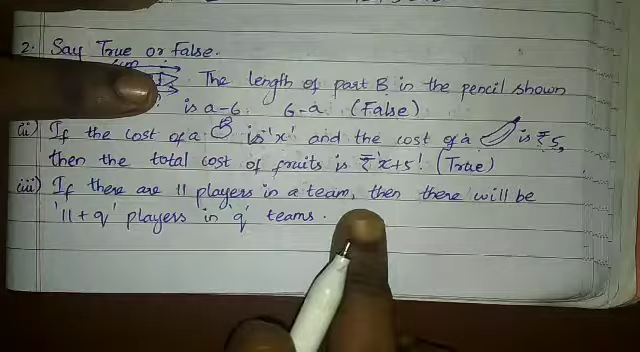 2. Say True or False.
The length of part B in the pencil shown
is a-6. 6-a. (False)
(ii) If the cost of a is 'x' and the cost of a is ₹5,
then the total cost of fruits is ₹'x+5'. (True)
(iii) If there are 11 players in a team, then there will be
'11+q' players in 'q' teams.